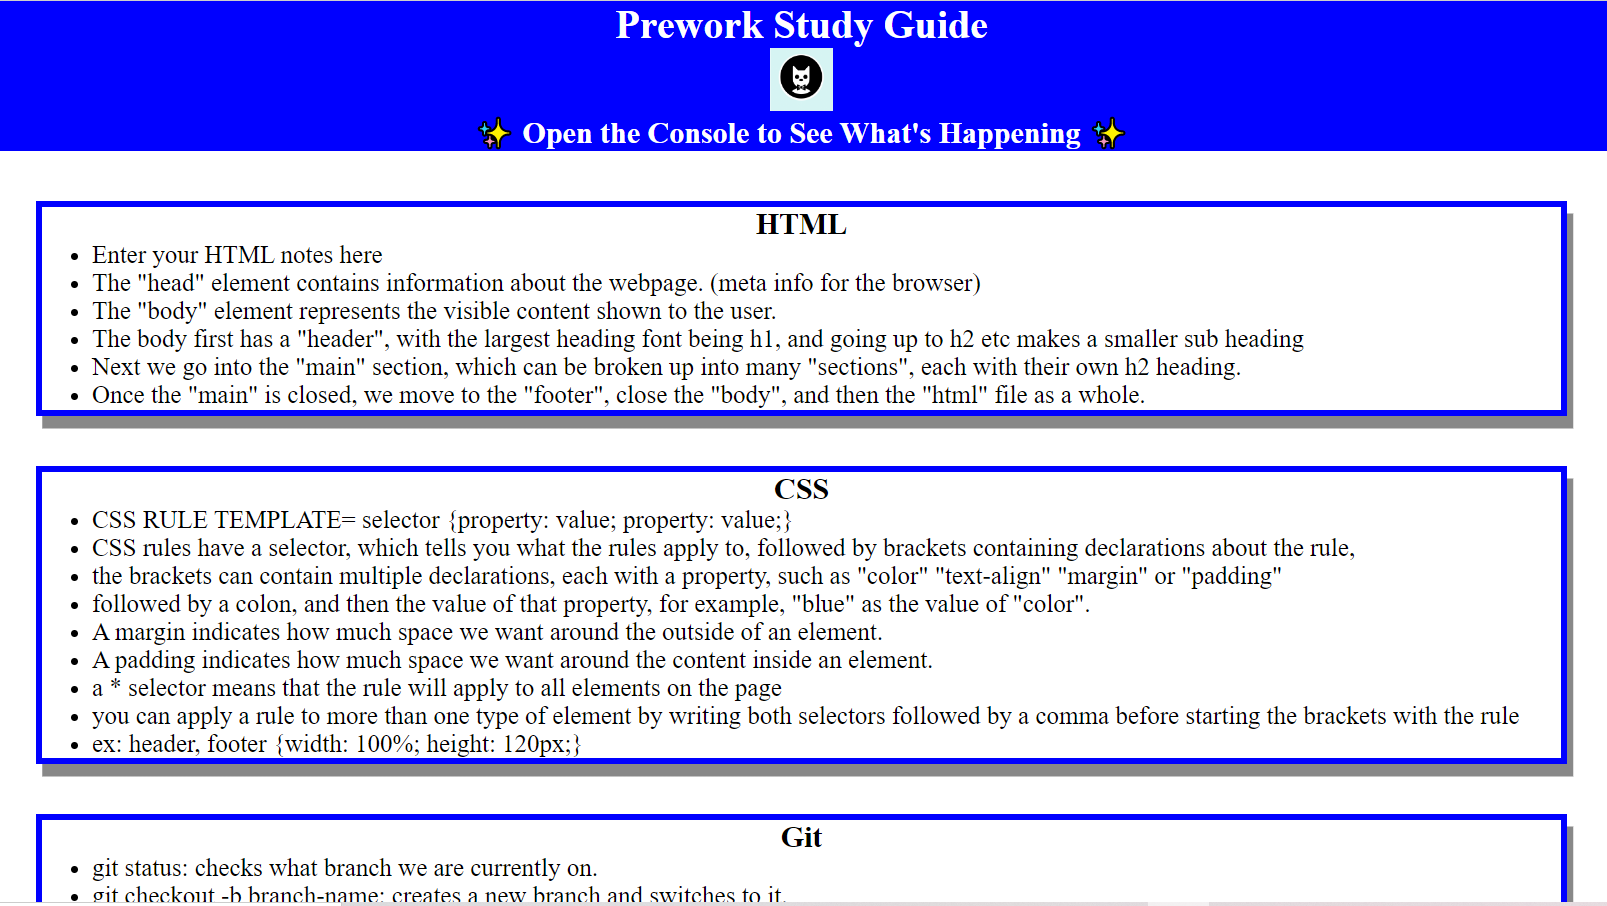 Prework Study Guide
✨ Open the Console to See What's Happening ✨
HTML
Enter your HTML notes here
The "head" element contains information about the webpage. (meta info for the browser)
The "body" element represents the visible content shown to the user.
The body first has a "header", with the largest heading font being h1, and going up to h2 etc makes a smaller sub heading
Next we go into the "main" section, which can be broken up into many "sections", each with their own h2 heading.
Once the "main" is closed, we move to the "footer", close the "body", and then the "html" file as a whole.
CSS
CSS RULE TEMPLATE= selector {property: value; property: value;}
CSS rules have a selector, which tells you what the rules apply to, followed by brackets containing declarations about the rule,
the brackets can contain multiple declarations, each with a property, such as "color" "text-align" "margin" or "padding"
followed by a colon, and then the value of that property, for example, "blue" as the value of "color".
A margin indicates how much space we want around the outside of an element.
A padding indicates how much space we want around the content inside an element.
a * selector means that the rule will apply to all elements on the page
you can apply a rule to more than one type of element by writing both selectors followed by a comma before starting the brackets with the rule
ex: header, footer {width: 100%; height: 120px;}
Git
git status: checks what branch we are currently on.
git checkout -b branch-name: creates a new branch and switches to it.